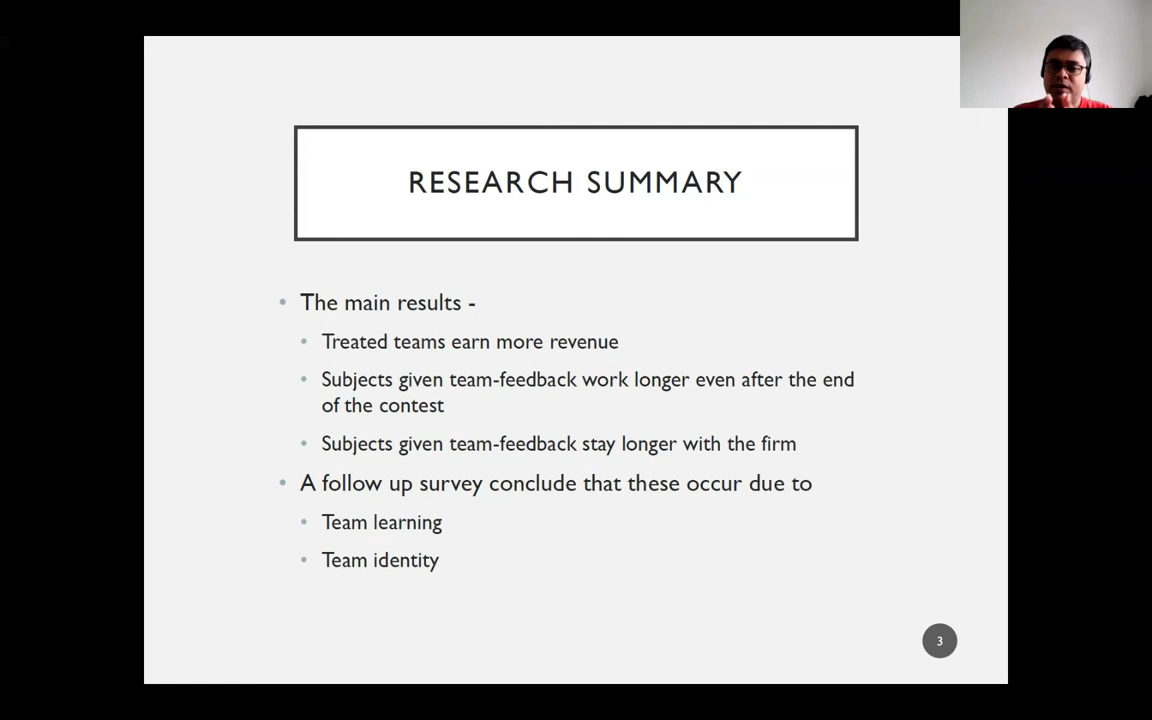 RESEARCH SUMMARY
• The main results -
• Treated teams earn more revenue
• Subjects given team-feedback work longer even after the end
of the contest
• Subjects given team-feedback stay longer with the firm
• A follow up survey conclude that these occur due to
• Team learning
• Team identity
3